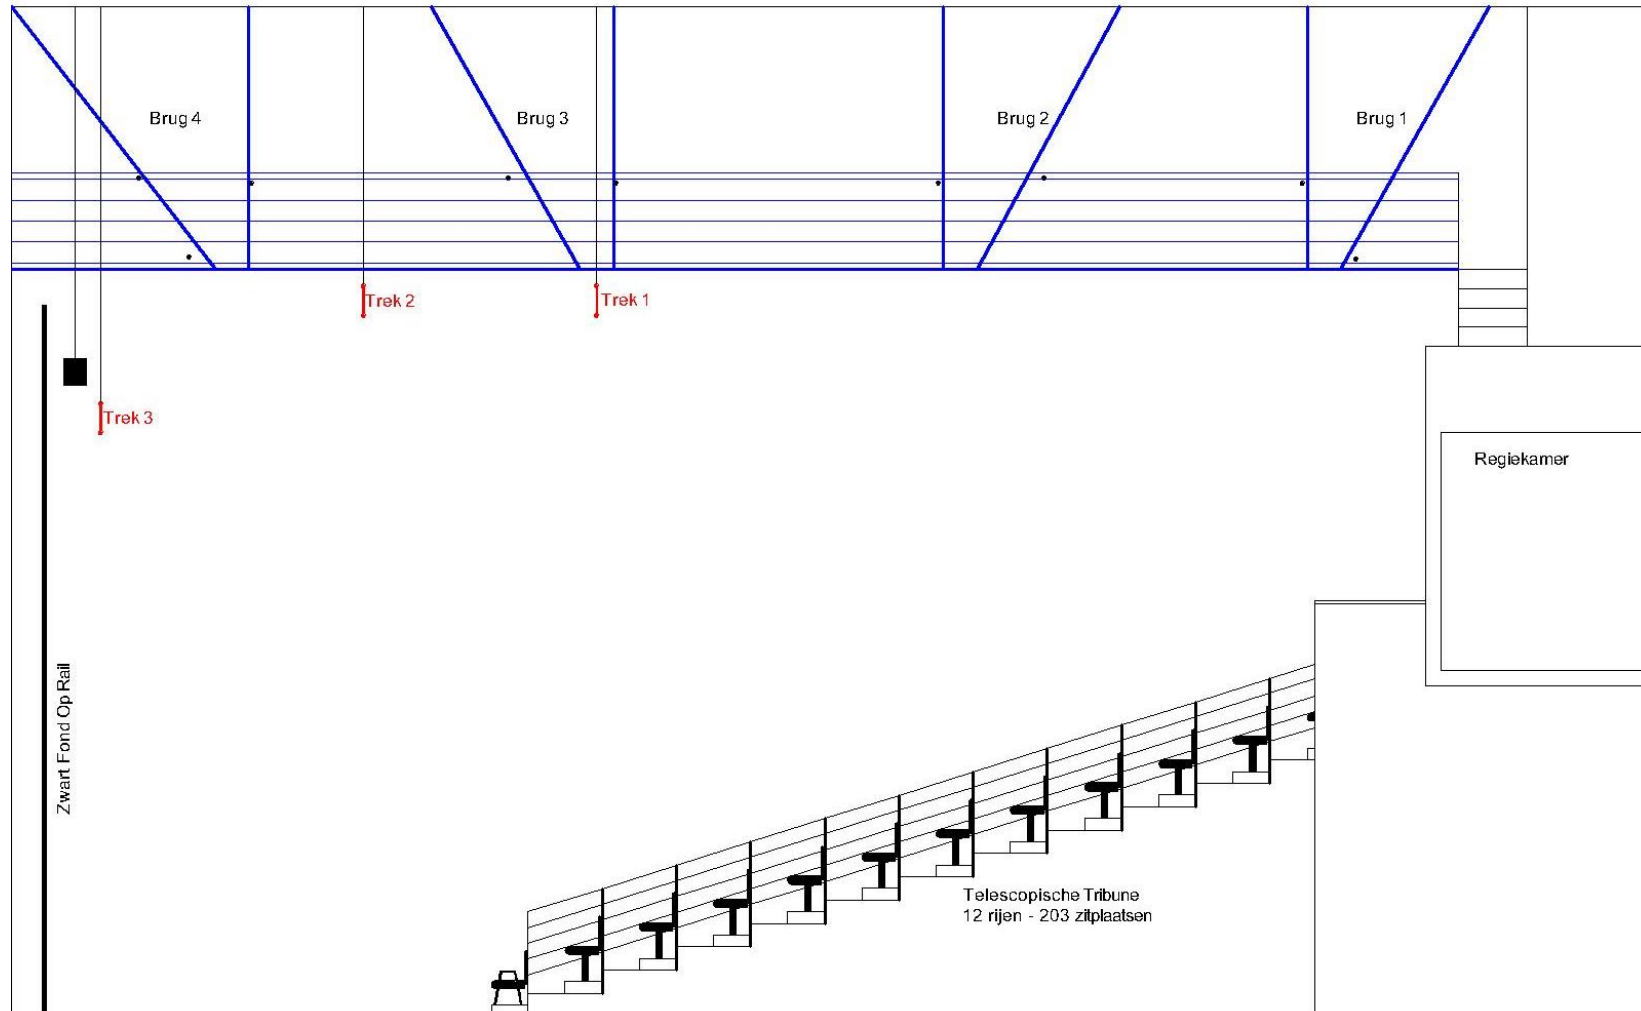 Brug 4
Brug 3
Brug 2
Brug 1
Trek 2
Trek 1
Trek 3
Regiekamer
Zwart Fond Op Rail
Telescopische Tribune
12 rijen - 203 zitplaatsen